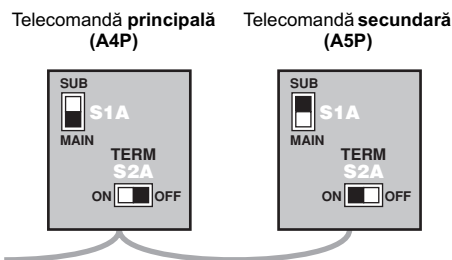 Telecomandă principală
(A4P)
Telecomandă secundară
(A5P)
SUB
S1A
MAIN
TERM
S2A
ON OFF
SUB
S1A
MAIN
TERM
S2A
ON OFF